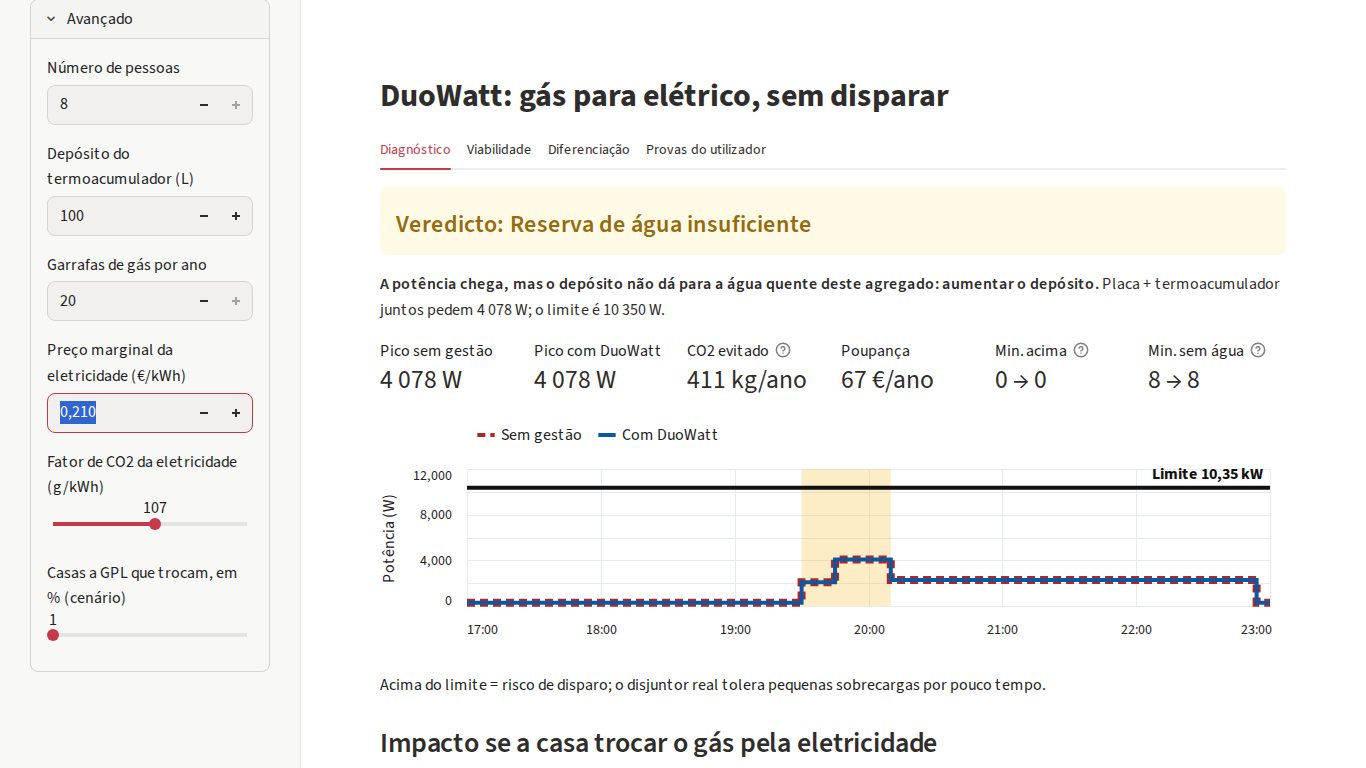 Avançado
Número de pessoas
8
Depósito do
termoacumulador (L)
100
Garrafas de gás por ano
20
Preço marginal da
eletricidade (€/kWh)
0,210
Fator de CO2 da eletricidade
(g/kWh)
107
Casas a GPL que trocam, em
% (cenário)
1
DuoWatt: gás para elétrico, sem disparar
Diagnóstico Viabilidade Diferenciação Provas do utilizador
Veredicto: Reserva de água insuficiente
A potência chega, mas o depósito não dá para a água quente deste agregado: aumentar o depósito. Placa + termoacumulador
juntos pedem 4 078 W; o limite é 10 350 W.
Pico sem gestão Pico com DuoWatt CO2 evitado Poupança Min. acima Min. sem água
4 078 W 4 078 W 411 kg/ano 67 €/ano 0 → 0 8 → 8
Sem gestão Com DuoWatt
Limite 10,35 kW
Potência (W)
12,000
8,000
4,000
0
17:00 18:00 19:00 20:00 21:00 22:00 23:00
Acima do limite = risco de disparo; o disjuntor real tolera pequenas sobrecargas por pouco tempo.
Impacto se a casa trocar o gás pela eletricidade